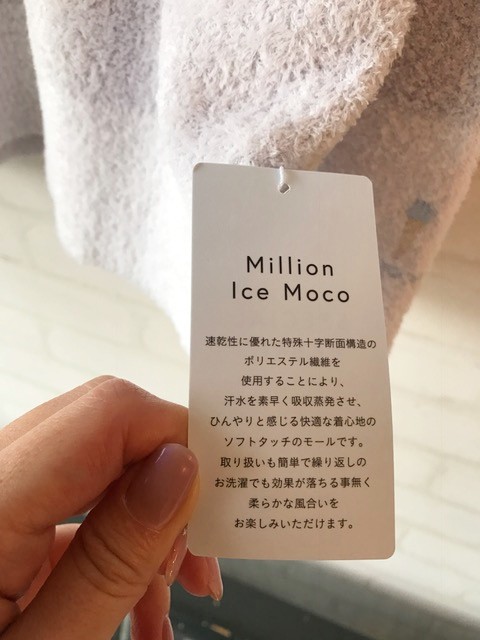 Million
Ice Moco
速乾性に優れた特殊十字断面構造の
ポリエステル繊維を
使用することにより、
汗水を素早く吸収蒸発させ、
ひんやりと感じる快適な着心地の
ソフトタッチのモールです。
取り扱いも簡単で繰り返しの
お洗濯でも効果が落ちる事無く
柔らかな風合いを
お楽しみいただけます。